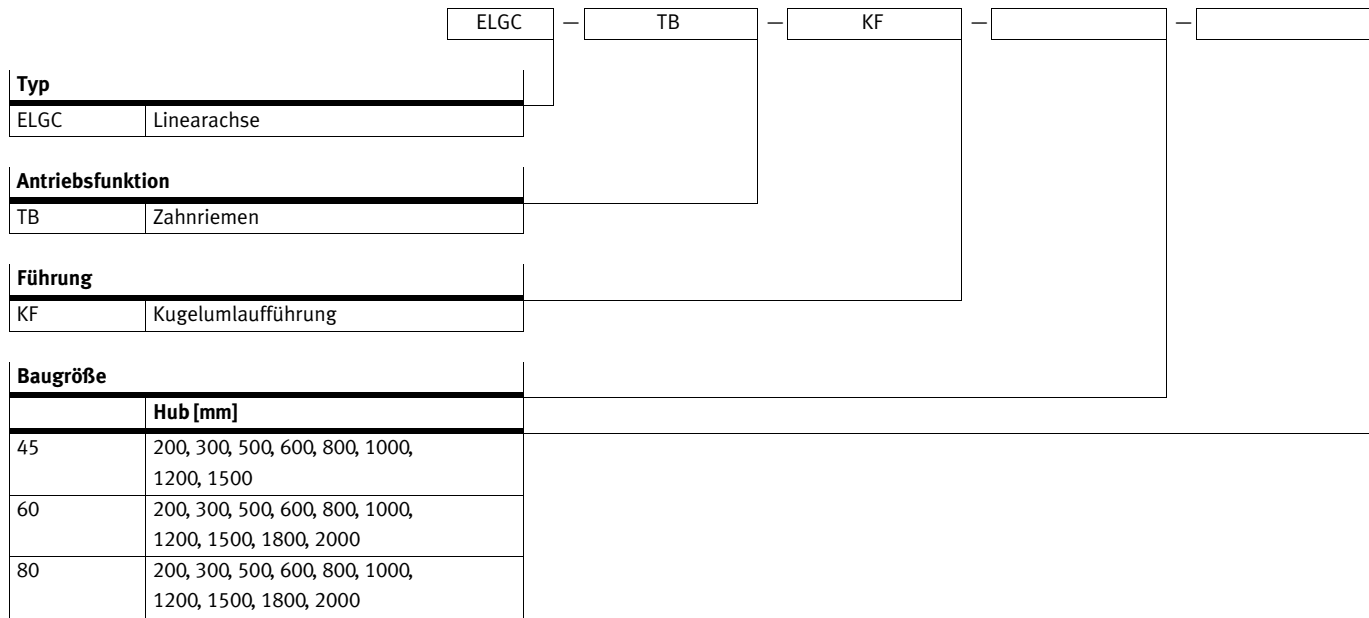 ELGC — TB — KF — —
Typ
ELGC Linearachse
Antriebsfunktion
TB Zahnriemen
Führung
KF Kugelumlaufführung
Baugröße
Hub [mm]
45 200, 300, 500, 600, 800, 1000,
1200, 1500
60 200, 300, 500, 600, 800, 1000,
1200, 1500, 1800, 2000
80 200, 300, 500, 600, 800, 1000,
1200, 1500, 1800, 2000